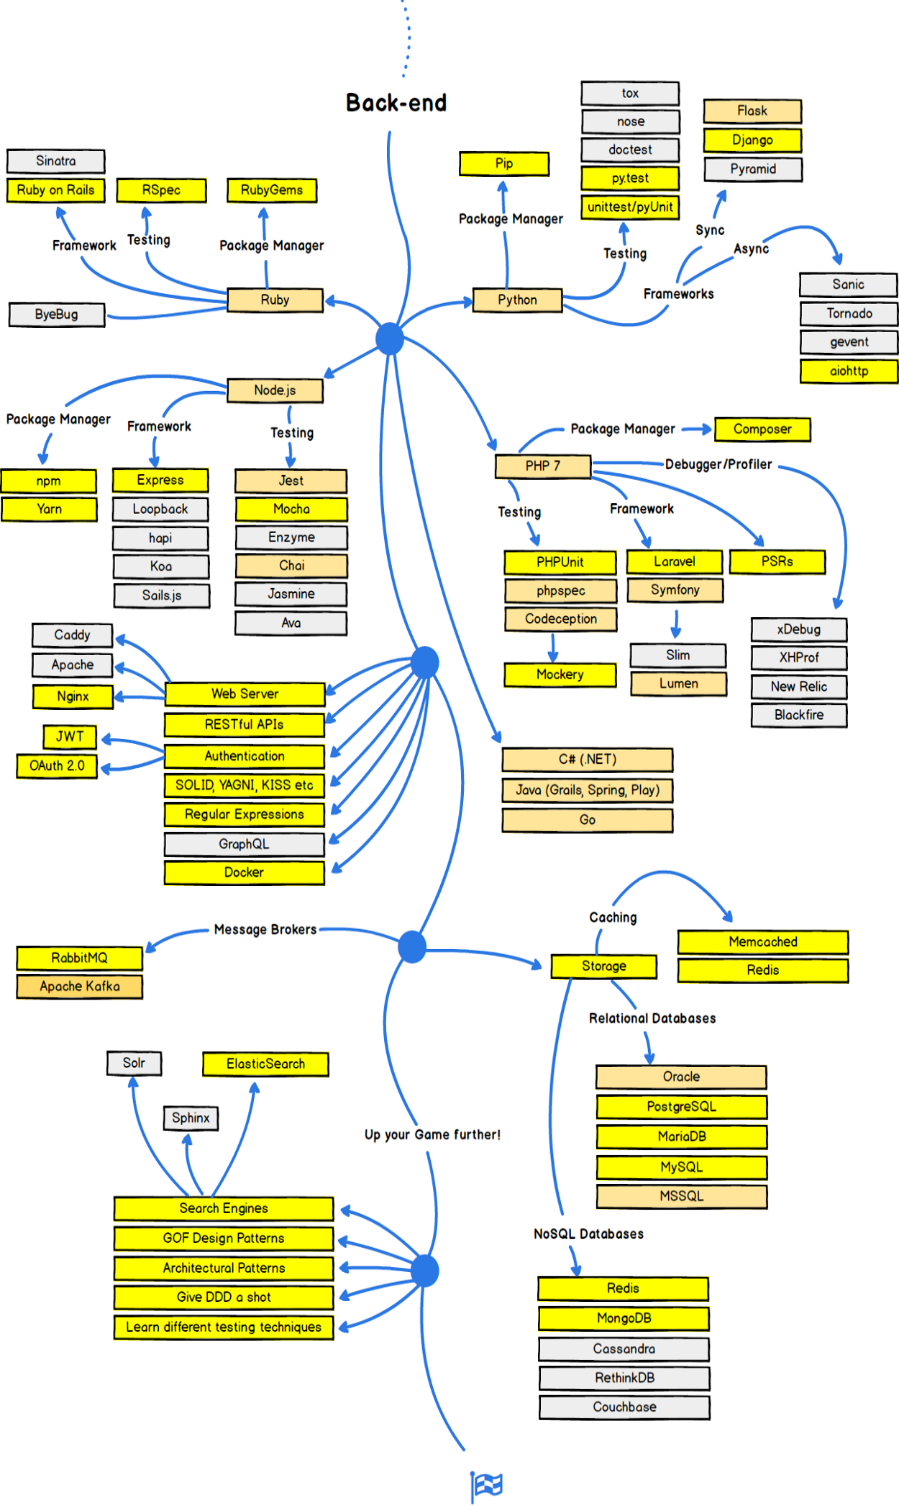 Back-end
Sinatra
Ruby on Rails
RSpec
RubyGems
Framework
Testing
Package Manager
Ruby
ByeBug
Pip
Package Manager
Python
tox
nose
doctest
py.test
unittest/pyUnit
Testing
Flask
Django
Pyramid
Sync
Async
Frameworks
Sanic
Tornado
gevent
aiohttp
Node.js
Package Manager
Framework
Testing
npm
Yarn
Express
Loopback
hapi
Koa
Sails.js
Jest
Mocha
Enzyme
Chai
Jasmine
Ava
PHP 7
Package Manager
Composer
Debugger/Profiler
Testing
Framework
PHPUnit
phpspec
Codeception
Mockery
Laravel
Symfony
Slim
Lumen
PSRs
xDebug
XHProf
New Relic
Blackfire
Caddy
Apache
Nginx
JWT
OAuth 2.0
Web Server
RESTful APIs
Authentication
SOLID, YAGNI, KISS etc
Regular Expressions
GraphQL
Docker
C# (.NET)
Java (Grails, Spring, Play)
Go
Message Brokers
RabbitMQ
Apache Kafka
Caching
Storage
Memcached
Redis
Relational Databases
Oracle
PostgreSQL
MariaDB
MySQL
MSSQL
NoSQL Databases
Redis
MongoDB
Cassandra
RethinkDB
Couchbase
Solr
Sphinx
ElasticSearch
Up your Game further!
Search Engines
GOF Design Patterns
Architectural Patterns
Give DDD a shot
Learn different testing techniques